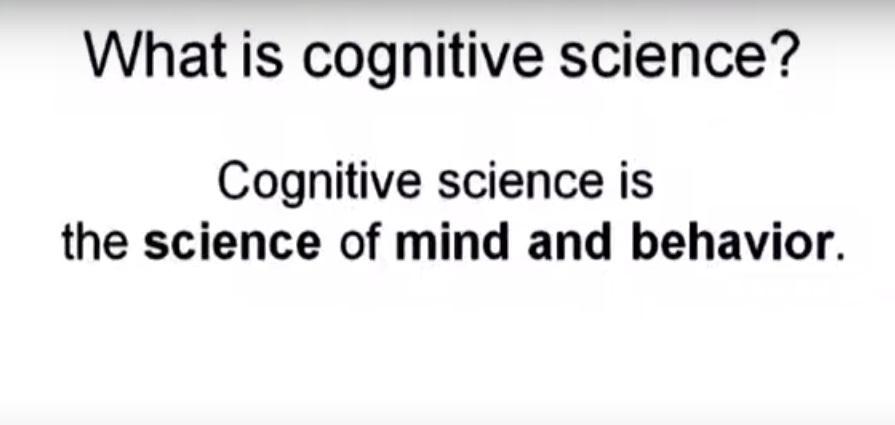 What is cognitive science?
Cognitive science is
the science of mind and behavior.